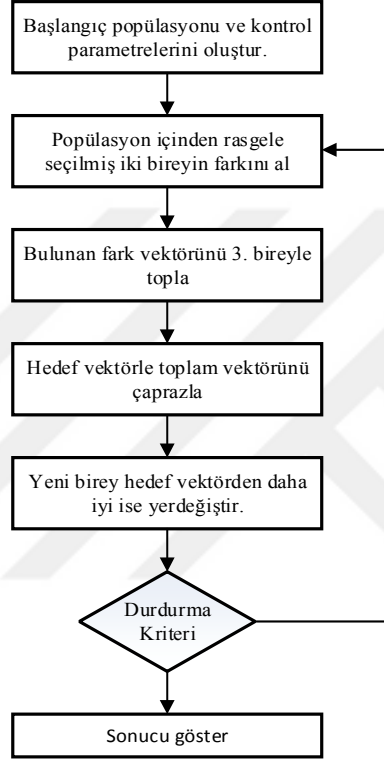 Başlangıç popülasyonu ve kontrol
parametrelerini oluştur.
Popülasyon içinden rasgele
seçilmiş iki bireyin farkını al
Bulunan fark vektörünü 3. bireyle
topla
Hedef vektörle toplam vektörünü
çaprazla
Yeni birey hedef vektörden daha
iyi ise yerdeğiştir.
Durdurma
Kriteri
Sonucu göster